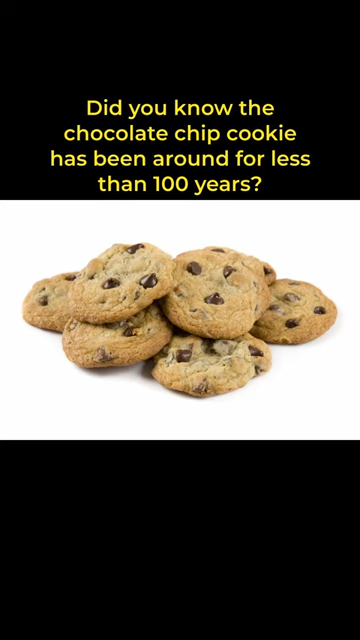 Did you know the
chocolate chip cookie
has been around for less
than 100 years?